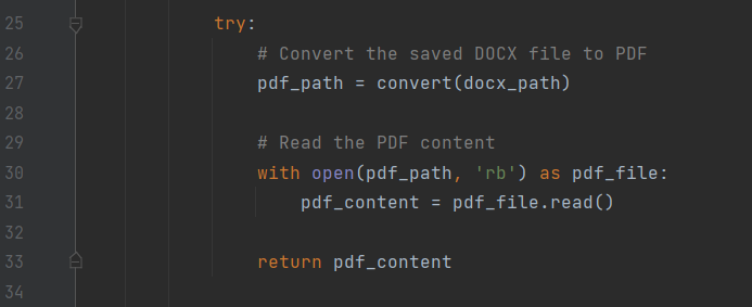 25 try:
26 # Convert the saved DOCX file to PDF
27 pdf_path = convert(docx_path)
28
29 # Read the PDF content
30 with open(pdf_path, 'rb') as pdf_file:
31 pdf_content = pdf_file.read()
32
33 return pdf_content
34